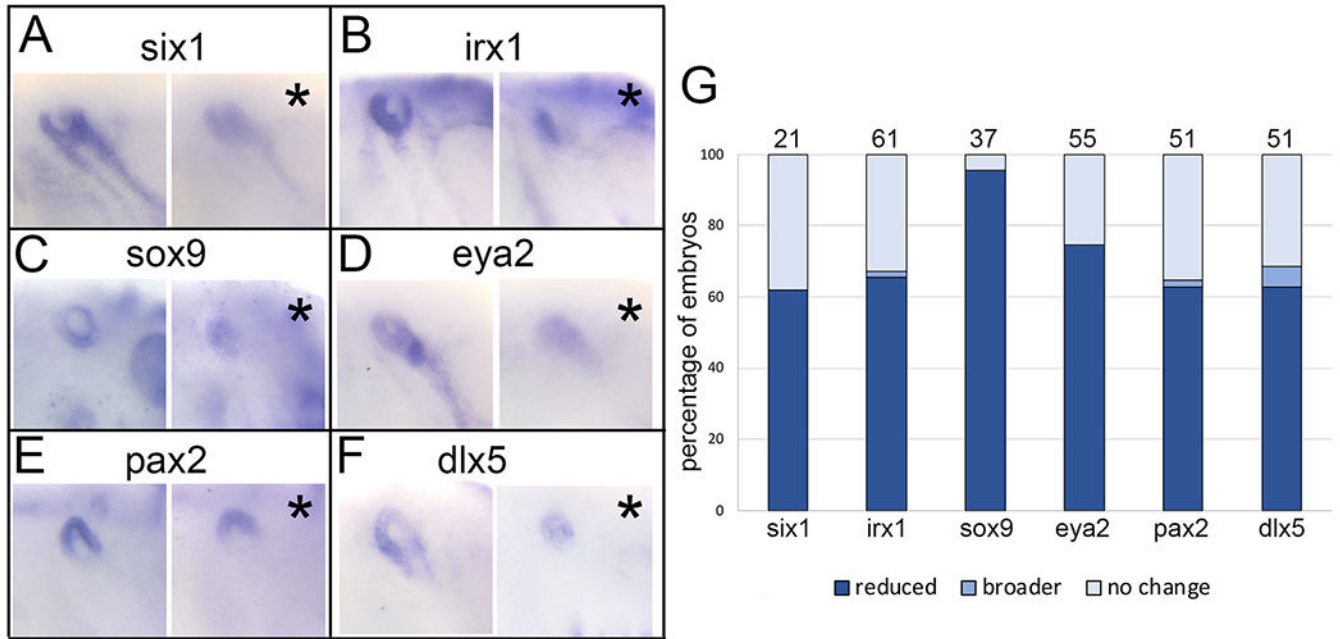 A six1 *
B irx1 *
C sox9 *
D eya2 *
E pax2 *
F dlx5 *
G
21 61 37 55 51 51
100
80
60
40
20
0
percentage of embryos
six1 irx1 sox9 eya2 pax2 dlx5
reduced broader no change